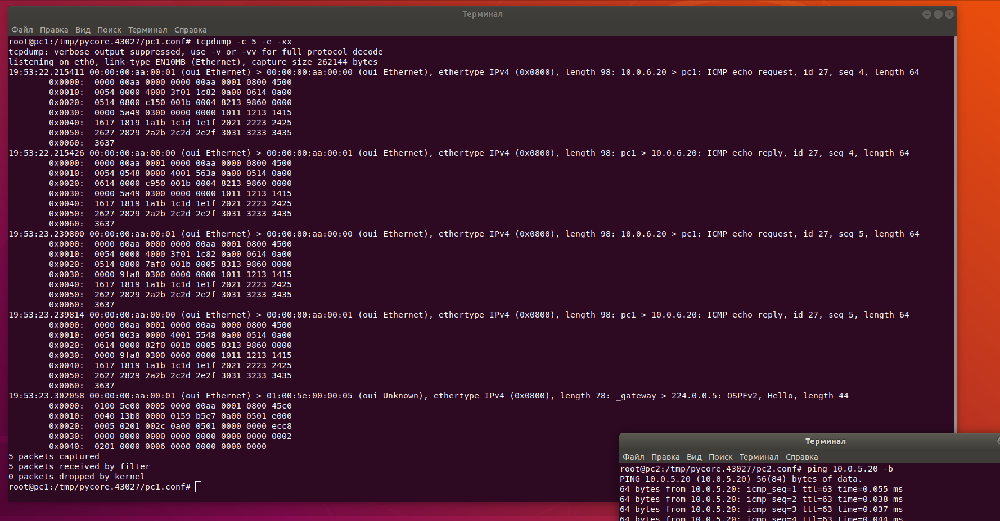 Терминал
Файл Правка Вид Поиск Терминал Справка
root@pc1:/tmp/pycore.43027/pc1.conf# tcpdump -c 5 -e -xx
tcpdump: verbose output suppressed, use -v or -vv for full protocol decode
listening on eth0, link-type EN10MB (Ethernet), capture size 262144 bytes
19:53:22.215411 00:00:00:aa:00:01 (oui Ethernet) > 00:00:00:aa:00:00 (oui Ethernet), ethertype IPv4 (0x0800), length 98: 10.0.6.20 > pc1: ICMP echo request, id 27, seq 4, length 64
0x0000:  0000 00aa 0000 0000 00aa 0001 0800 4500
0x0010:  0054 0000 4000 3f01 1c82 0a00 0614 0a00
0x0020:  0514 0800 c150 001b 0004 8213 9860 0000
0x0030:  0000 5a49 0300 0000 0000 1011 1213 1415
0x0040:  1617 1819 1a1b 1c1d 1e1f 2021 2223 2425
0x0050:  2627 2829 2a2b 2c2d 2e2f 3031 3233 3435
0x0060:  3637
19:53:22.215426 00:00:00:aa:00:00 (oui Ethernet) > 00:00:00:aa:00:01 (oui Ethernet), ethertype IPv4 (0x0800), length 98: pc1 > 10.0.6.20: ICMP echo reply, id 27, seq 4, length 64
0x0000:  0000 00aa 0001 0000 00aa 0000 0800 4500
0x0010:  0054 0548 0000 4001 563a 0a00 0514 0a00
0x0020:  0614 0000 c950 001b 0004 8213 9860 0000
0x0030:  0000 5a49 0300 0000 0000 1011 1213 1415
0x0040:  1617 1819 1a1b 1c1d 1e1f 2021 2223 2425
0x0050:  2627 2829 2a2b 2c2d 2e2f 3031 3233 3435
0x0060:  3637
19:53:23.239800 00:00:00:aa:00:01 (oui Ethernet) > 00:00:00:aa:00:00 (oui Ethernet), ethertype IPv4 (0x0800), length 98: 10.0.6.20 > pc1: ICMP echo request, id 27, seq 5, length 64
0x0000:  0000 00aa 0000 0000 00aa 0001 0800 4500
0x0010:  0054 0000 4000 3f01 1c82 0a00 0614 0a00
0x0020:  0514 0800 7af0 001b 0005 8313 9860 0000
0x0030:  0000 9fa8 0300 0000 0000 1011 1213 1415
0x0040:  1617 1819 1a1b 1c1d 1e1f 2021 2223 2425
0x0050:  2627 2829 2a2b 2c2d 2e2f 3031 3233 3435
0x0060:  3637
19:53:23.239814 00:00:00:aa:00:00 (oui Ethernet) > 00:00:00:aa:00:01 (oui Ethernet), ethertype IPv4 (0x0800), length 98: pc1 > 10.0.6.20: ICMP echo reply, id 27, seq 5, length 64
0x0000:  0000 00aa 0001 0000 00aa 0000 0800 4500
0x0010:  0054 063a 0000 4001 5548 0a00 0514 0a00
0x0020:  0614 0000 82f0 001b 0005 8313 9860 0000
0x0030:  0000 9fa8 0300 0000 0000 1011 1213 1415
0x0040:  1617 1819 1a1b 1c1d 1e1f 2021 2223 2425
0x0050:  2627 2829 2a2b 2c2d 2e2f 3031 3233 3435
0x0060:  3637
19:53:23.302058 00:00:00:aa:00:01 (oui Ethernet) > 01:00:5e:00:00:05 (oui Unknown), ethertype IPv4 (0x0800), length 78: _gateway > 224.0.0.5: OSPFv2, Hello, length 44
0x0000:  0100 5e00 0005 0000 00aa 0001 0800 45c0
0x0010:  0040 13b8 0000 0159 b5e7 0a00 0501 e000
0x0020:  0005 0201 002c 0a00 0501 0000 0000 ecc8
0x0030:  0000 0000 0000 0000 0000 0000 0000 0002
0x0040:  0201 0000 0006 0000 0000 0000 0000
5 packets captured
5 packets received by filter
0 packets dropped by kernel
root@pc1:/tmp/pycore.43027/pc1.conf#
Терминал
Файл Правка Вид Поиск Терминал Справка
root@pc2:/tmp/pycore.43027/pc2.conf# ping 10.0.5.20 -b
PING 10.0.5.20 (10.0.5.20) 56(84) bytes of data.
64 bytes from 10.0.5.20: icmp_seq=1 ttl=63 time=0.055 ms
64 bytes from 10.0.5.20: icmp_seq=2 ttl=63 time=0.038 ms
64 bytes from 10.0.5.20: icmp_seq=3 ttl=63 time=0.037 ms
64 bytes from 10.0.5.20: icmp_seq=4 ttl=63 time=0.044 ms